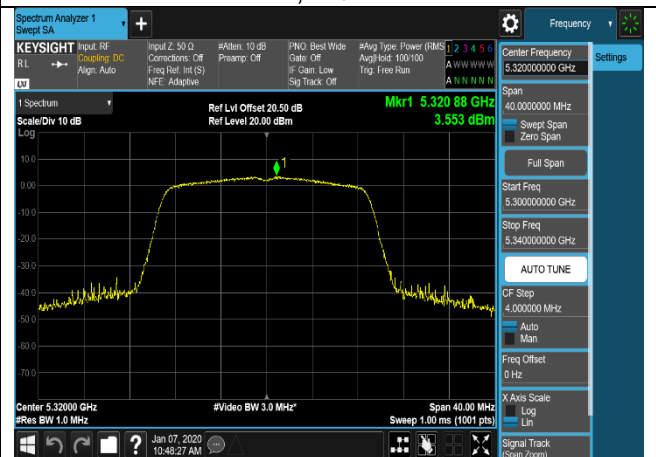 Spectrum Analyzer 1
Swept SA
Frequency
KEYSIGHT
RL
Input: RF
Coupling: DC
Align: Auto
Input Z: 50 Ω
Corrections: Off
Freq Ref: Int (S)
NFE: Adaptive
#Atten: 10 dB
Preamp: Off
PNO: Best Wide
Gate: Off
IF Gain: Low
Sig Track: Off
#Avg Type: Power (RMS
Avg|Hold: 100/100
Trig: Free Run
1 2 3 4 5 6
A W W W W W
A N N N N N
LXI
1 Spectrum
Scale/Div 10 dB
Log
Ref Lvl Offset 20.50 dB
Ref Level 20.00 dBm
Mkr1 5.320 88 GHz
3.553 dBm
1
10.0
0.00
-10.0
-20.0
-30.0
-40.0
-50.0
-60.0
-70.0
Center 5.32000 GHz
#Res BW 1.0 MHz
#Video BW 3.0 MHz*
Span 40.00 MHz
Sweep 1.00 ms (1001 pts)
Jan 07, 2020
10:48:27 AM
Center Frequency
5.320000000 GHz
Settings
Span
40.0000000 MHz
Swept Span
Zero Span
Full Span
Start Freq
5.300000000 GHz
Stop Freq
5.340000000 GHz
AUTO TUNE
CF Step
4.000000 MHz
Auto
Man
Freq Offset
0 Hz
X Axis Scale
Log
Lin
Signal Track
(Span Zoom)